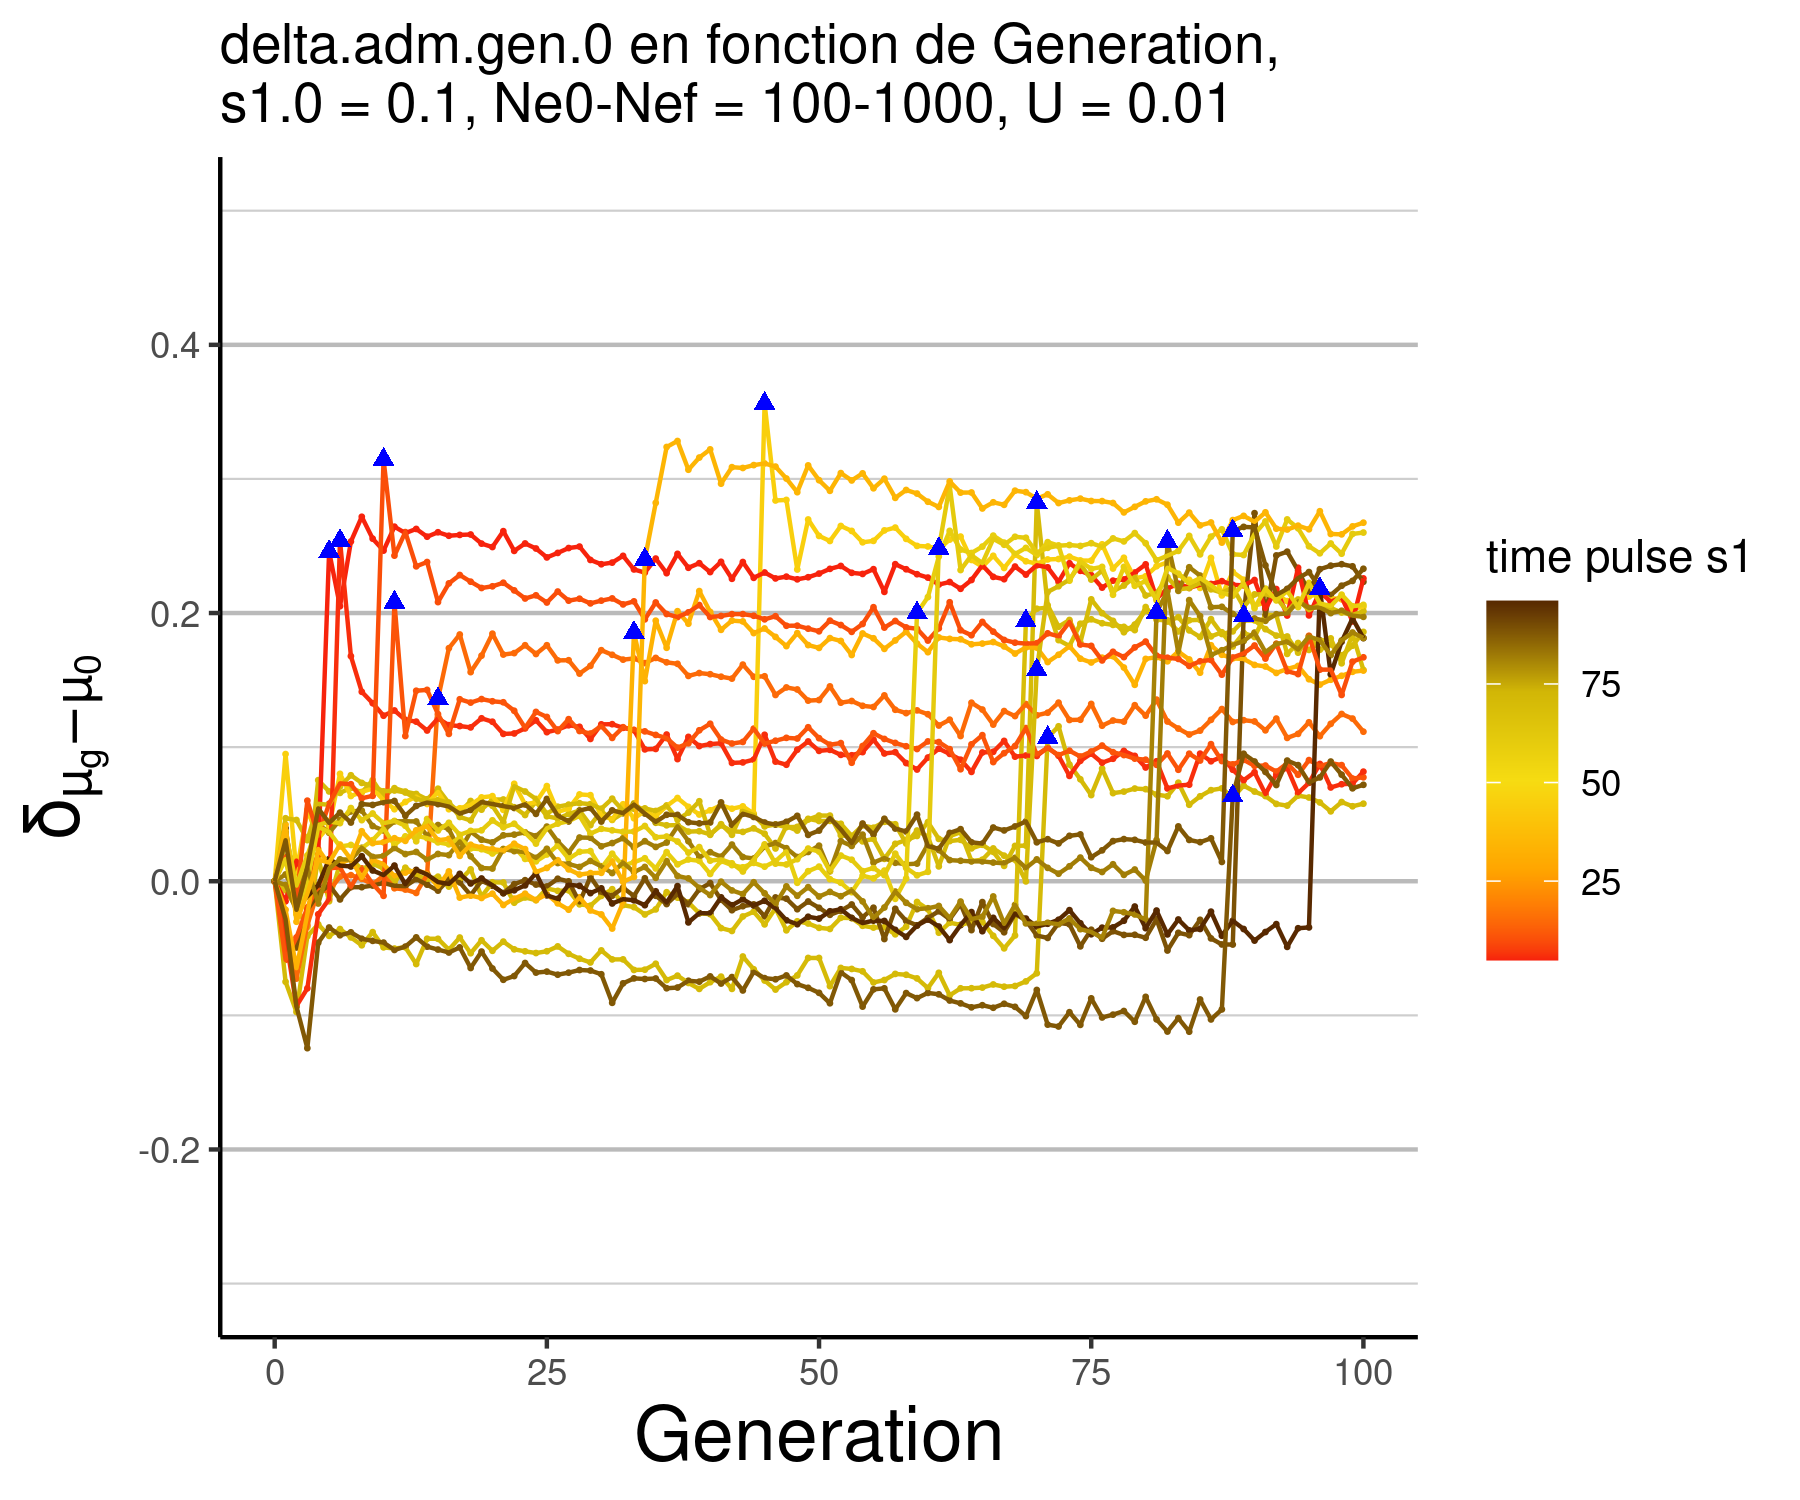 delta.adm.gen.0 en fonction de Generation,
s1.0 = 0.1, Ne0-Nef = 100-1000, U = 0.01
δμg−μ0
0.4
0.2
0.0
-0.2
0 25 50 75 100
Generation
time pulse s1
75
50
25